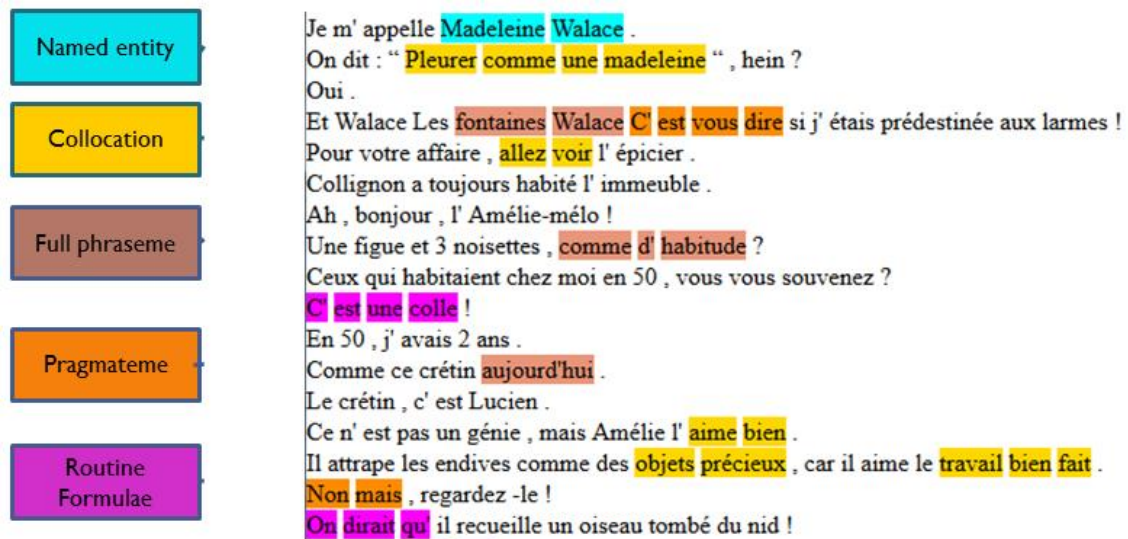 Named entity
Collocation
Full phraseme
Pragmateme
Routine
Formulae
Je m' appelle Madeleine Walace .
On dit : “ Pleurer comme une madeleine “ , hein ?
Oui .
Et Walace Les fontaines Walace C' est vous dire si j' étais prédestinée aux larmes !
Pour votre affaire , allez voir l' épicier .
Collignon a toujours habité l' immeuble .
Ah , bonjour , l' Amélie-mélo !
Une figue et 3 noisettes , comme d' habitude ?
Ceux qui habitaient chez moi en 50 , vous vous souvenez ?
C' est une colle !
En 50 , j' avais 2 ans .
Comme ce crétin aujourd'hui .
Le crétin , c' est Lucien .
Ce n' est pas un génie , mais Amélie l' aime bien .
Il attrape les endives comme des objets précieux , car il aime le travail bien fait .
Non mais , regardez -le !
On dirait qu' il recueille un oiseau tombé du nid !